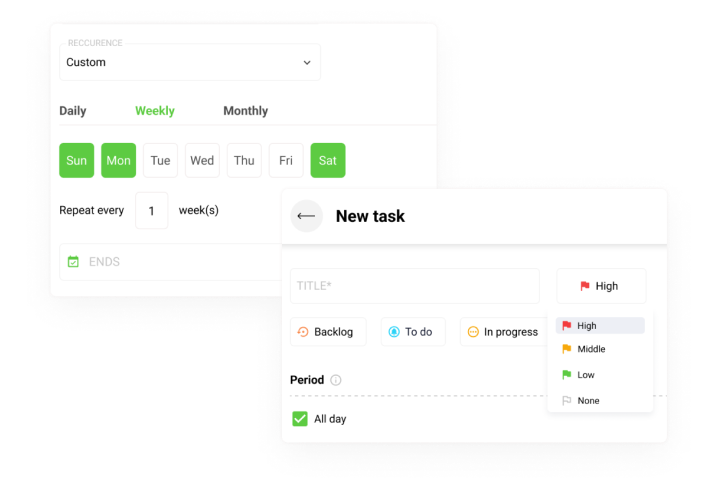 RECCURENCE
Custom
Daily Weekly Monthly
Sun Mon Tue Wed Thu Fri Sat
Repeat every 1 week(s)
ENDS
New task
TITLE* High
Backlog To do In progress
High
Middle
Low
None
Period
All day